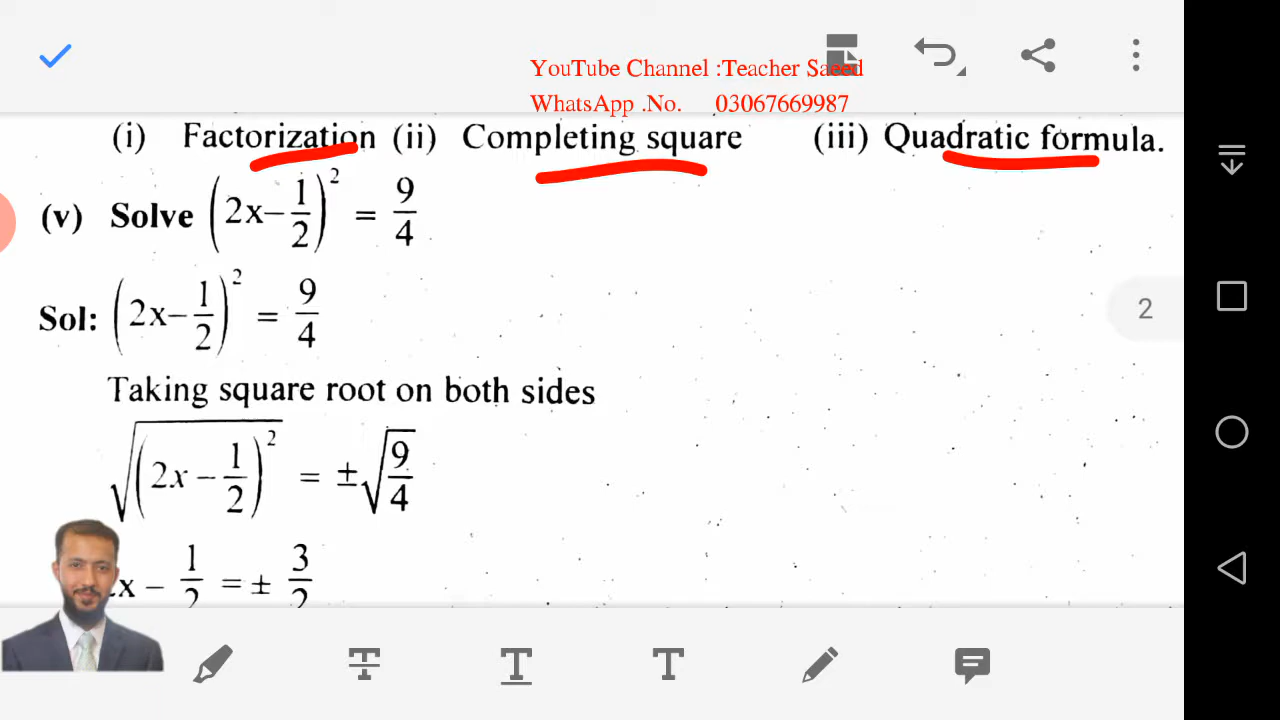 YouTube Channel :Teacher Saeed
WhatsApp .No. 03067669987
(i) Factorization (ii) Completing square (iii) Quadratic formula.
(v) Solve (2x−1/2)² = 9/4
Sol: (2x−1/2)² = 9/4
2
Taking square root on both sides
√(2x−1/2)² = ±√9/4
x − 1/2 = ± 3/2
T T T